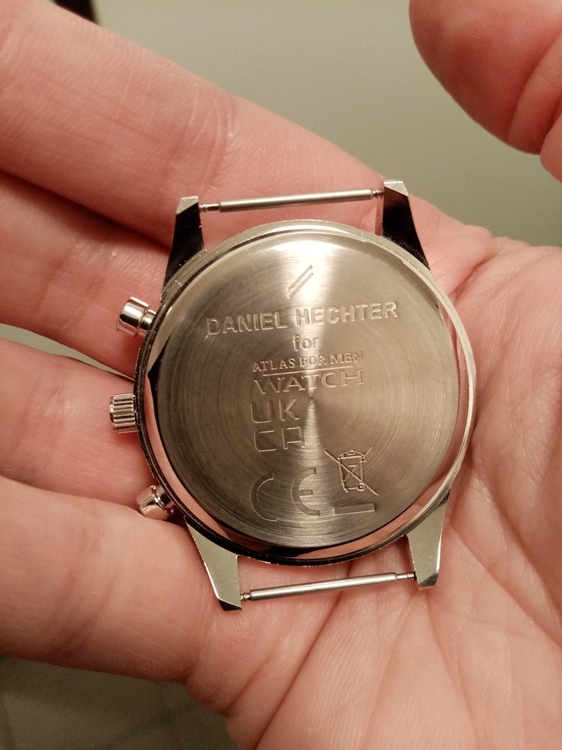 DANIEL HECHTER
for
ATLAS FOR MEN
WATCH
UK
CA
CE